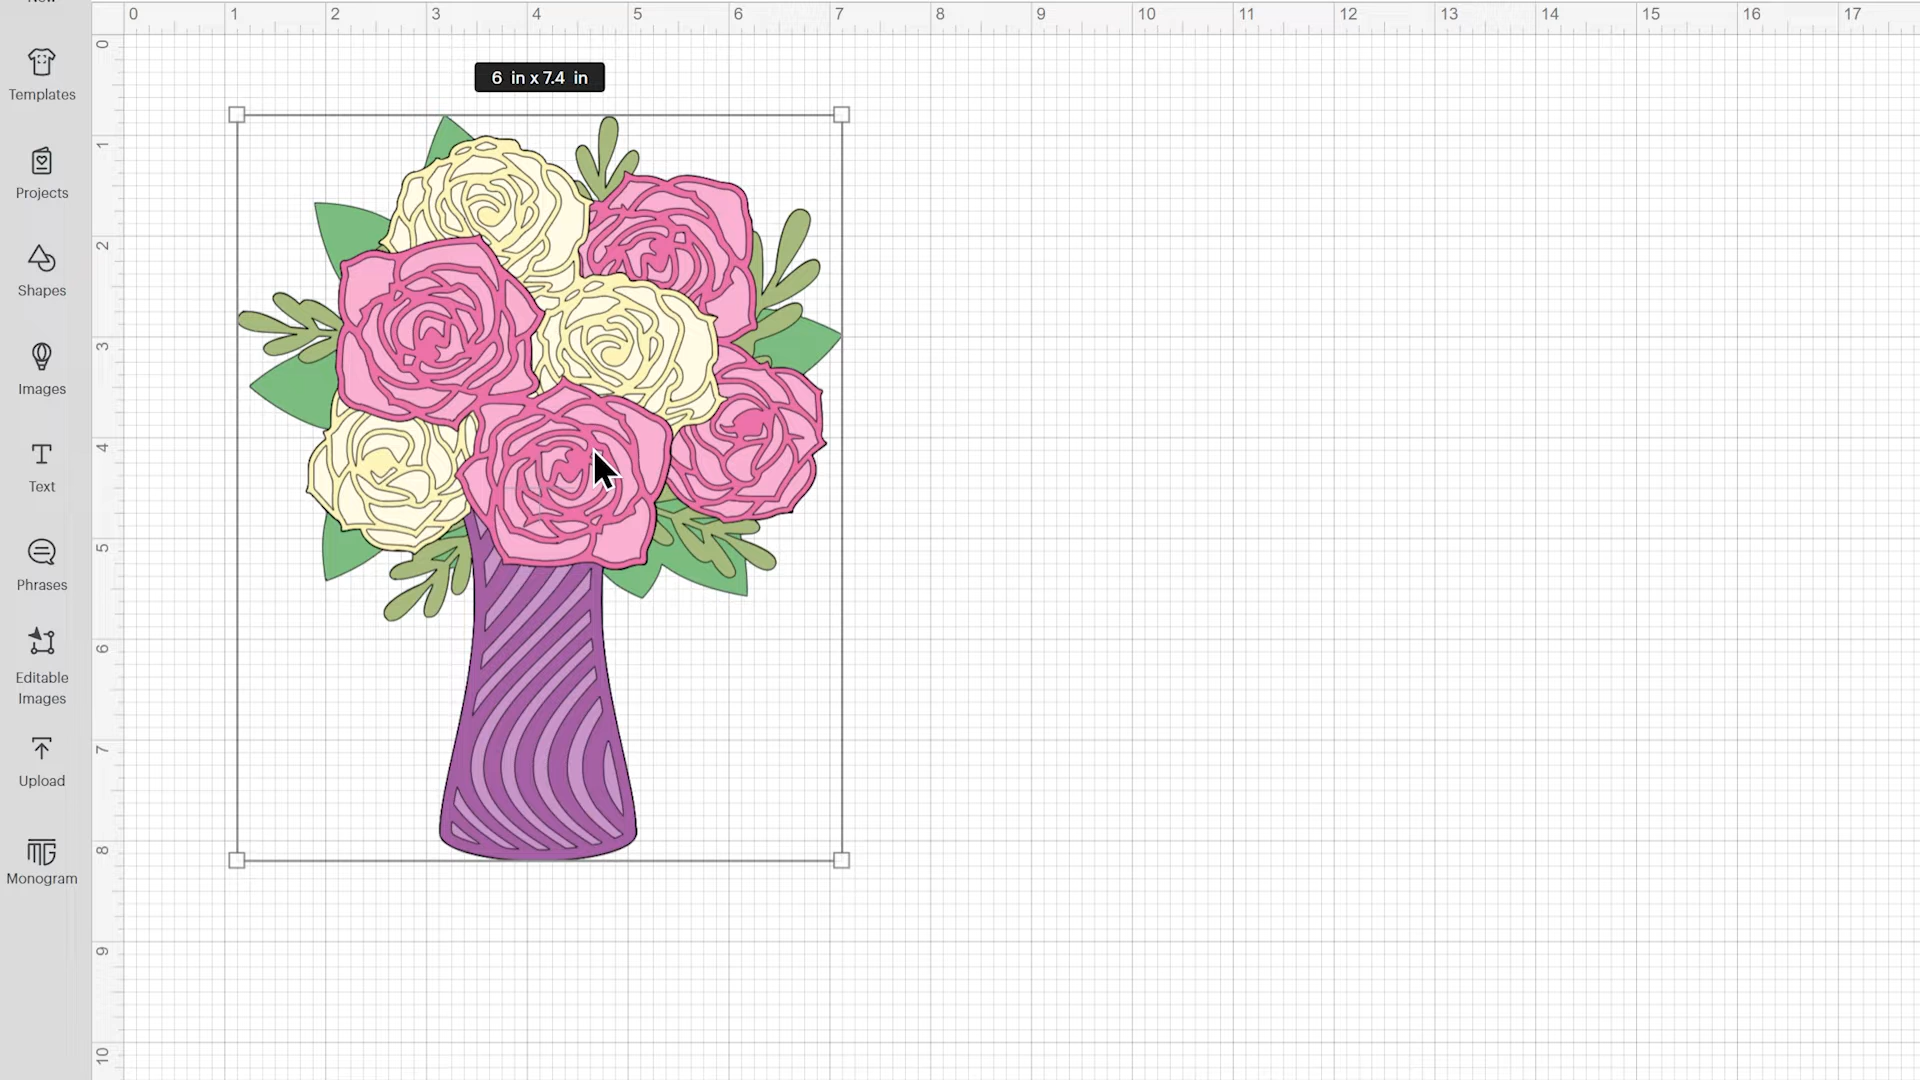 New
Templates
Projects
Shapes
Images
Text
Phrases
Editable
Images
Upload
MG
Monogram
0 1 2 3 4 5 6 7 8 9 10 11 12 13 14 15 16 17
0
1
2
3
4
5
6
7
8
9
10
6 in x 7.4 in